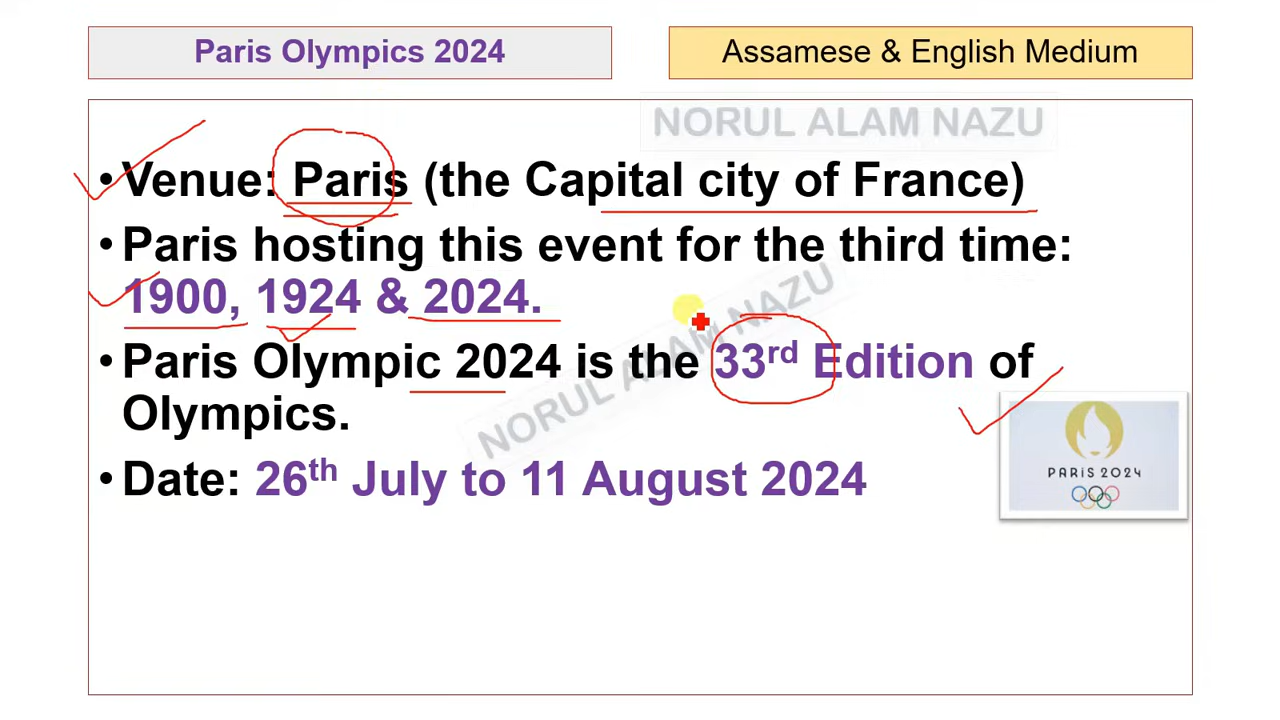 Paris Olympics 2024
Assamese & English Medium
NORUL ALAM NAZU
• Venue: Paris (the Capital city of France)
• Paris hosting this event for the third time:
1900, 1924 & 2024.
NORUL ALAM NAZU
• Paris Olympic 2024 is the 33rd Edition of
Olympics.
PARIS 2024
• Date: 26th July to 11 August 2024